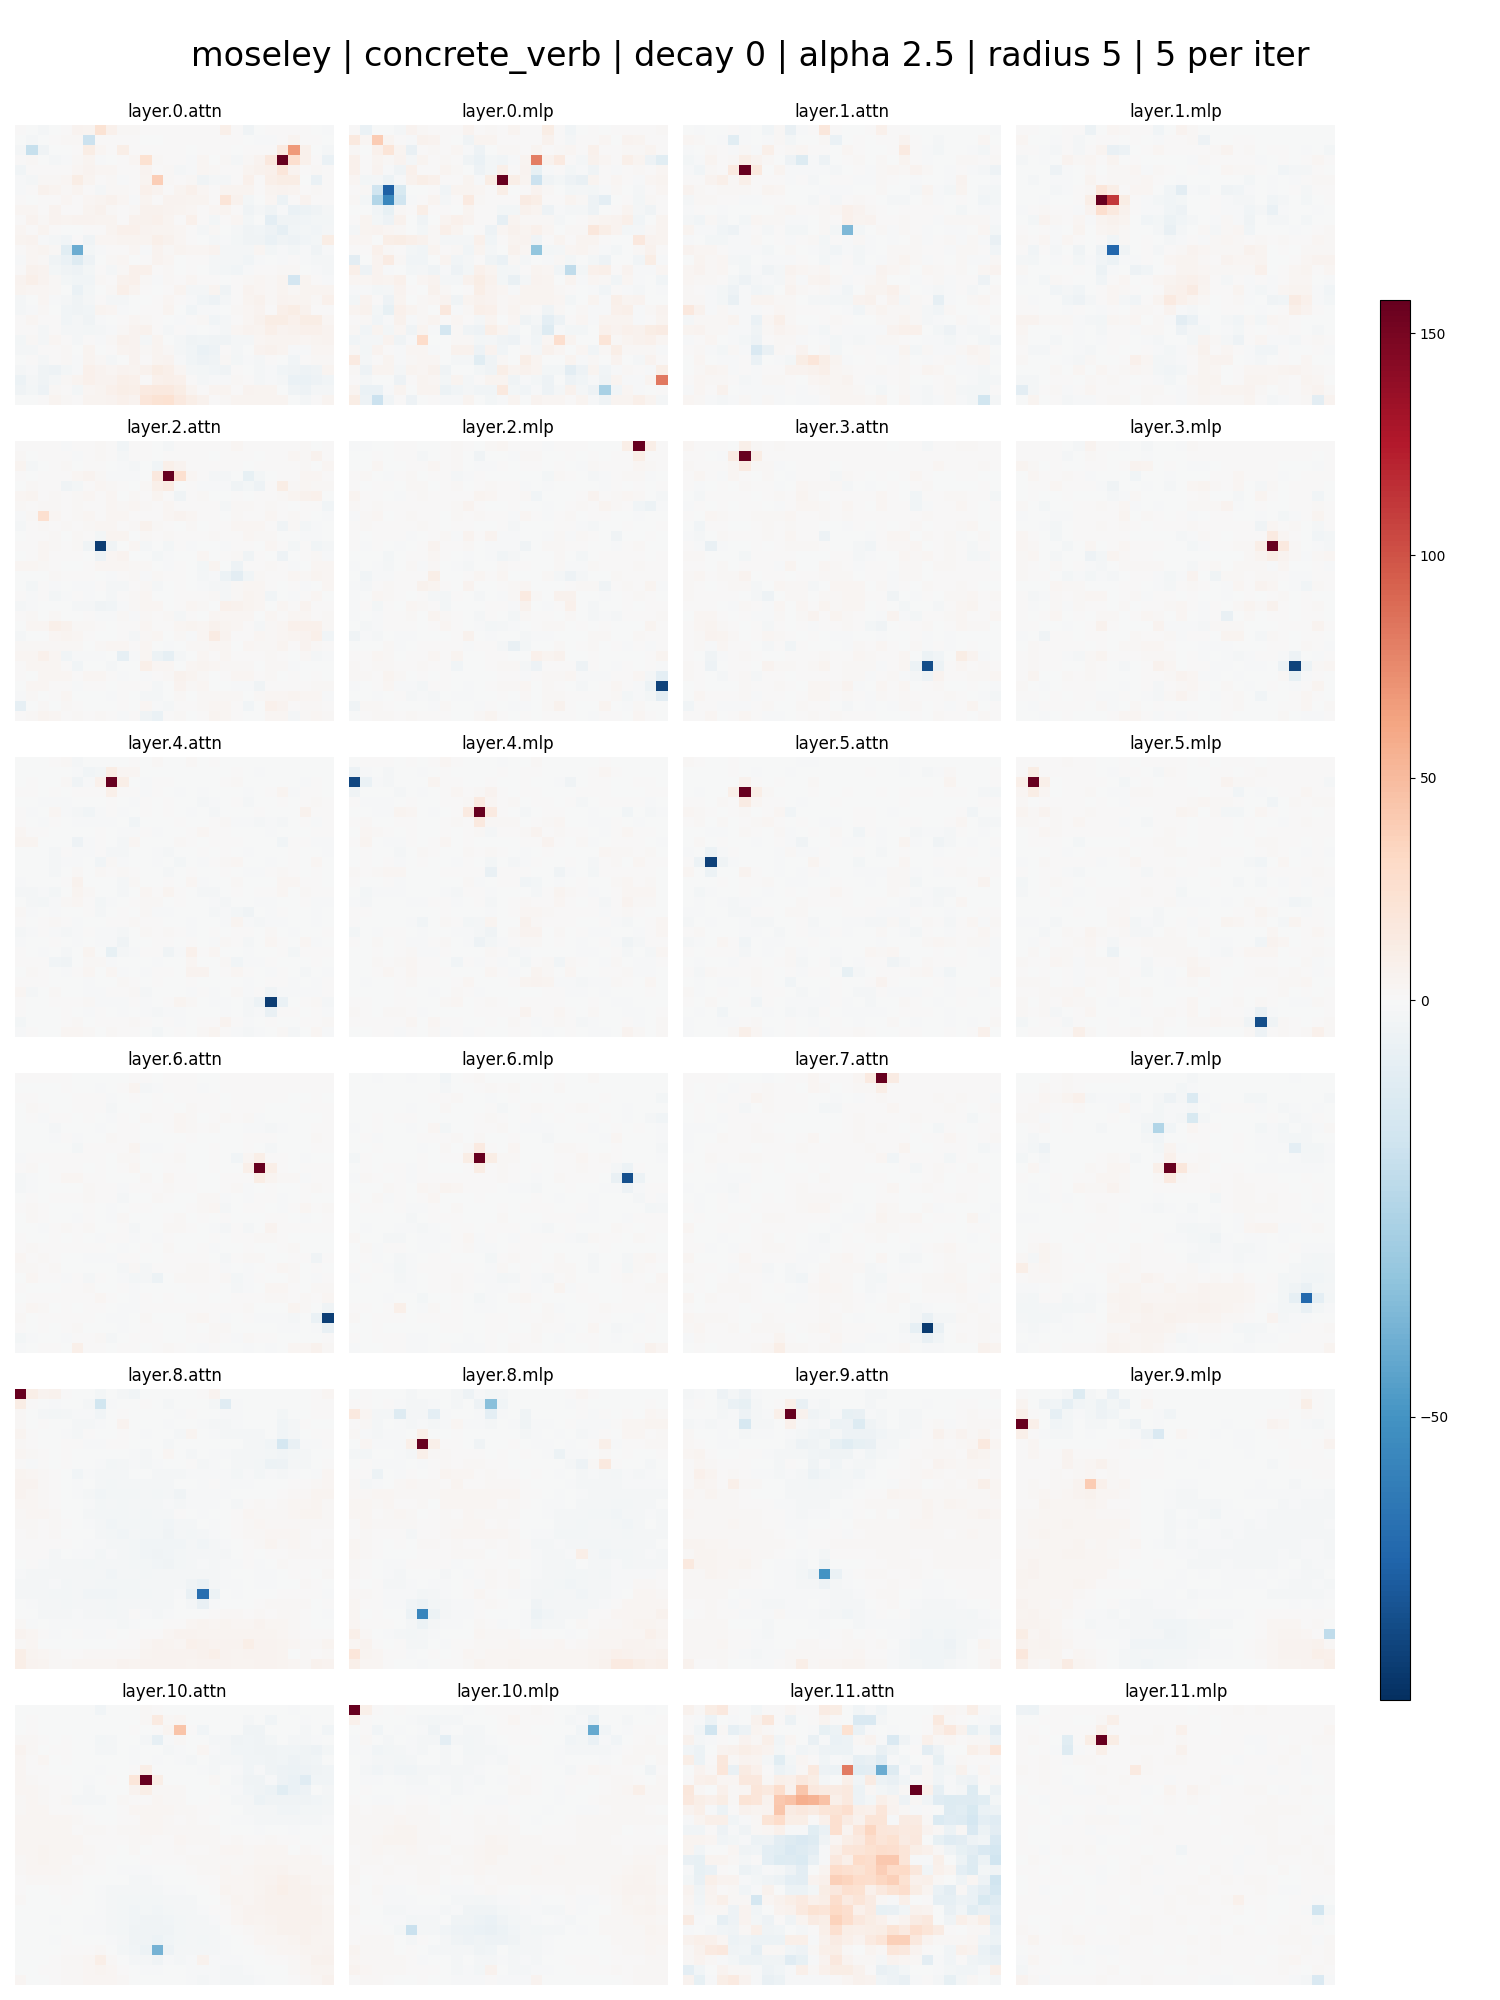 moseley | concrete_verb | decay 0 | alpha 2.5 | radius 5 | 5 per iter
layer.0.attn
layer.0.mlp
layer.1.attn
layer.1.mlp
layer.2.attn
layer.2.mlp
layer.3.attn
layer.3.mlp
layer.4.attn
layer.4.mlp
layer.5.attn
layer.5.mlp
layer.6.attn
layer.6.mlp
layer.7.attn
layer.7.mlp
layer.8.attn
layer.8.mlp
layer.9.attn
layer.9.mlp
layer.10.attn
layer.10.mlp
layer.11.attn
layer.11.mlp
150
100
50
0
−50